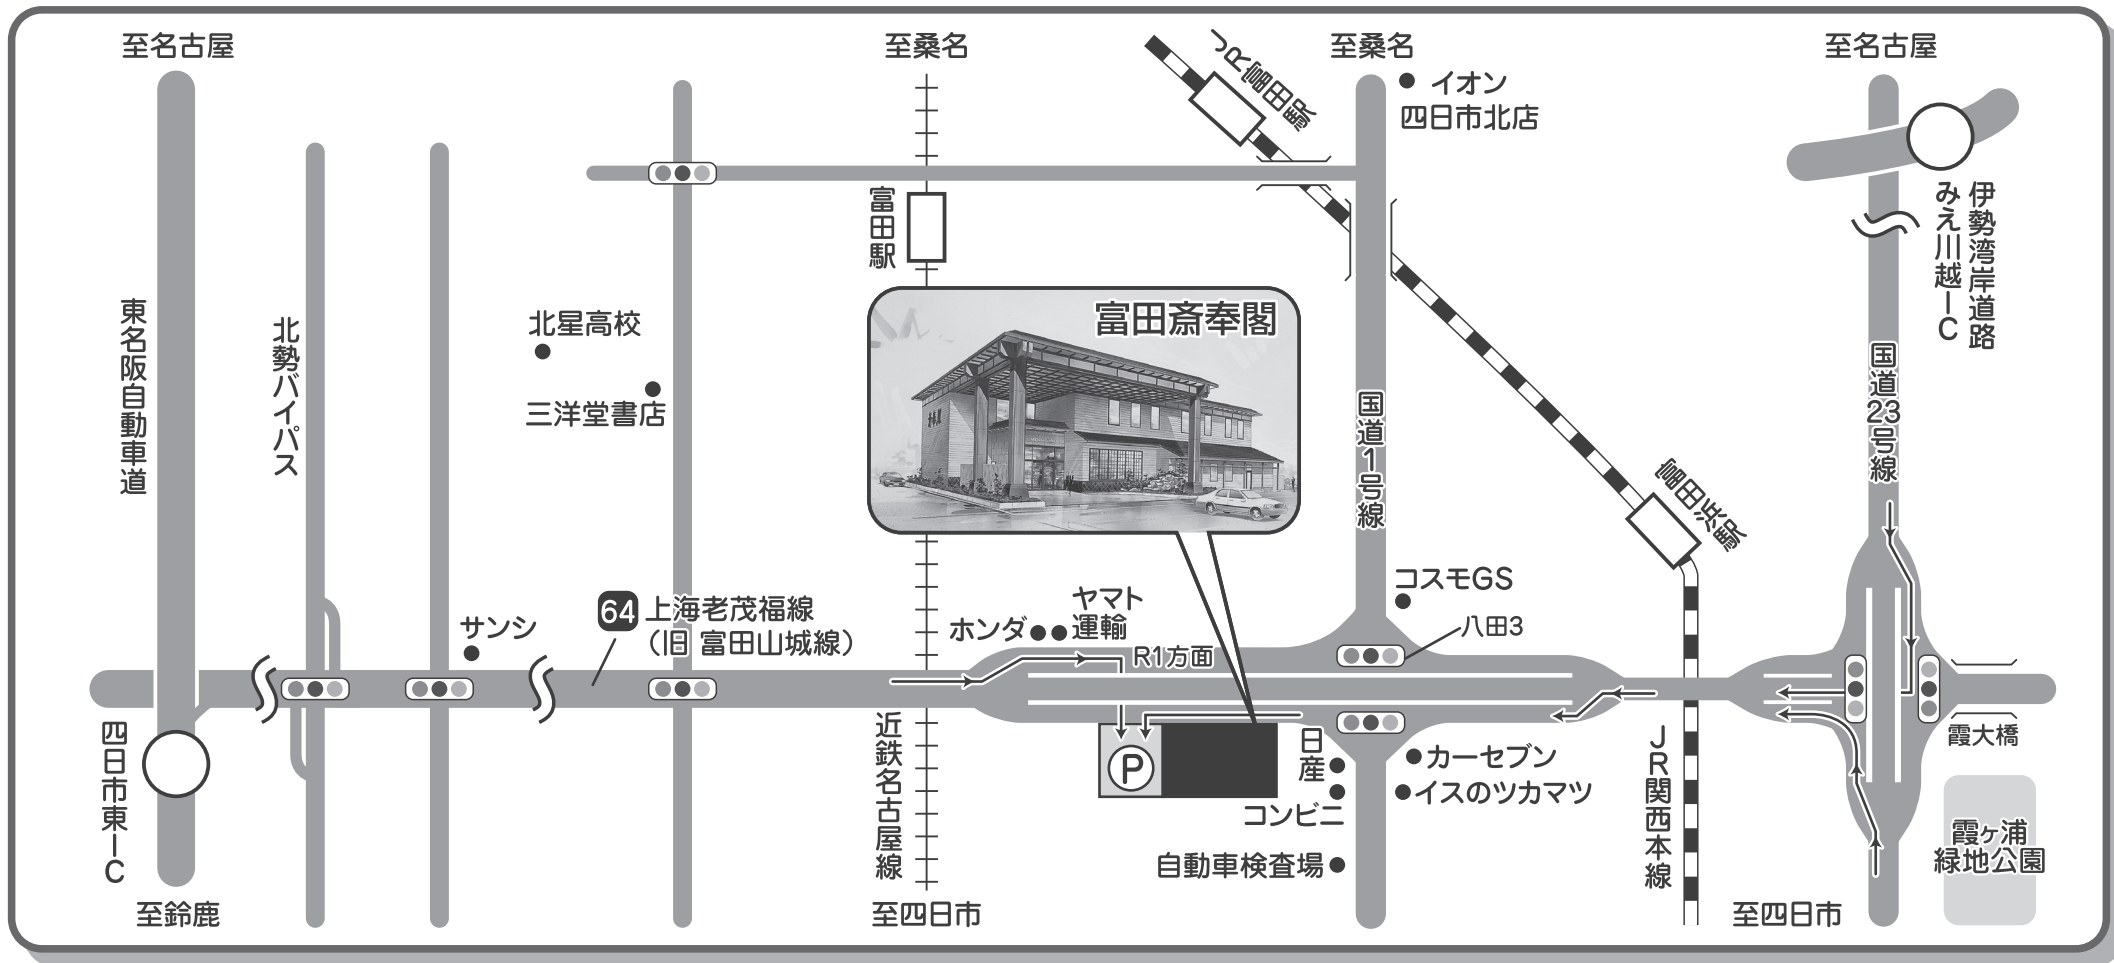 至名古屋
至桑名
JR富田駅
至桑名
イオン
四日市北店
至名古屋
伊勢湾岸道路
みえ川越IC
富田駅
東名阪自動車道
北勢バイパス
北星高校
三洋堂書店
富田斎奉閣
国道1号線
国道23号線
富田浜駅
コスモGS
八田3
サンシ
64 上海老茂福線
(旧 富田山城線)
ホンダ
ヤマト
運輸
R1方面
四日市東IC
近鉄名古屋線
P
日産
コンビニ
カーセブン
イスのツカマツ
自動車検査場
JR関西本線
霞大橋
霞ヶ浦
緑地公園
至鈴鹿
至四日市
至四日市